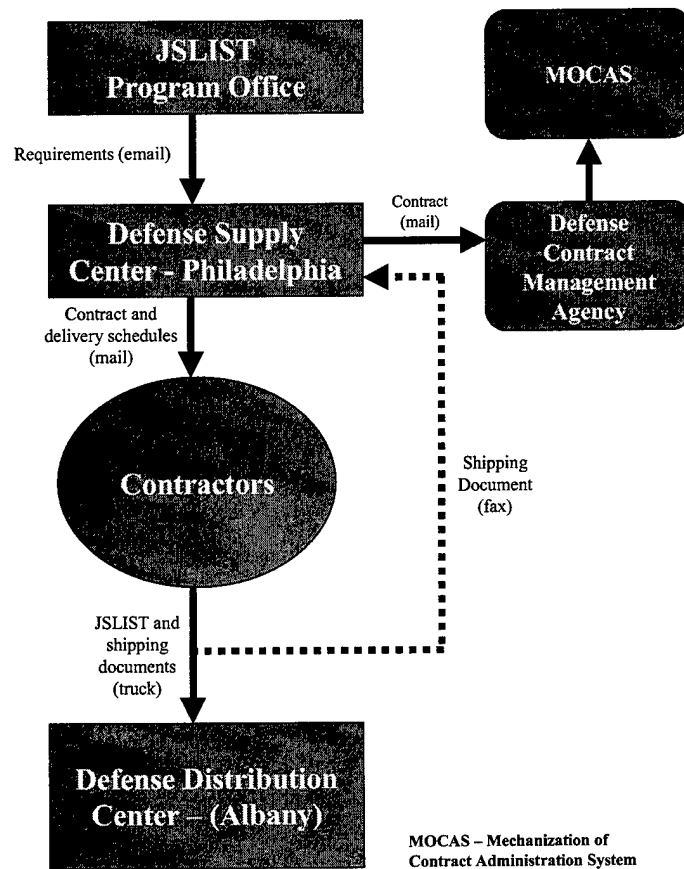 JSLIST
Program Office
MOCAS
Requirements (email)
Defense Supply
Center - Philadelphia
Contract
(mail)
Defense
Contract
Management
Agency
Contract and
delivery schedules
(mail)
Contractors
Shipping
Document
(fax)
JSLIST and
shipping
documents
(truck)
Defense Distribution
Center – (Albany)
MOCAS – Mechanization of
Contract Administration System